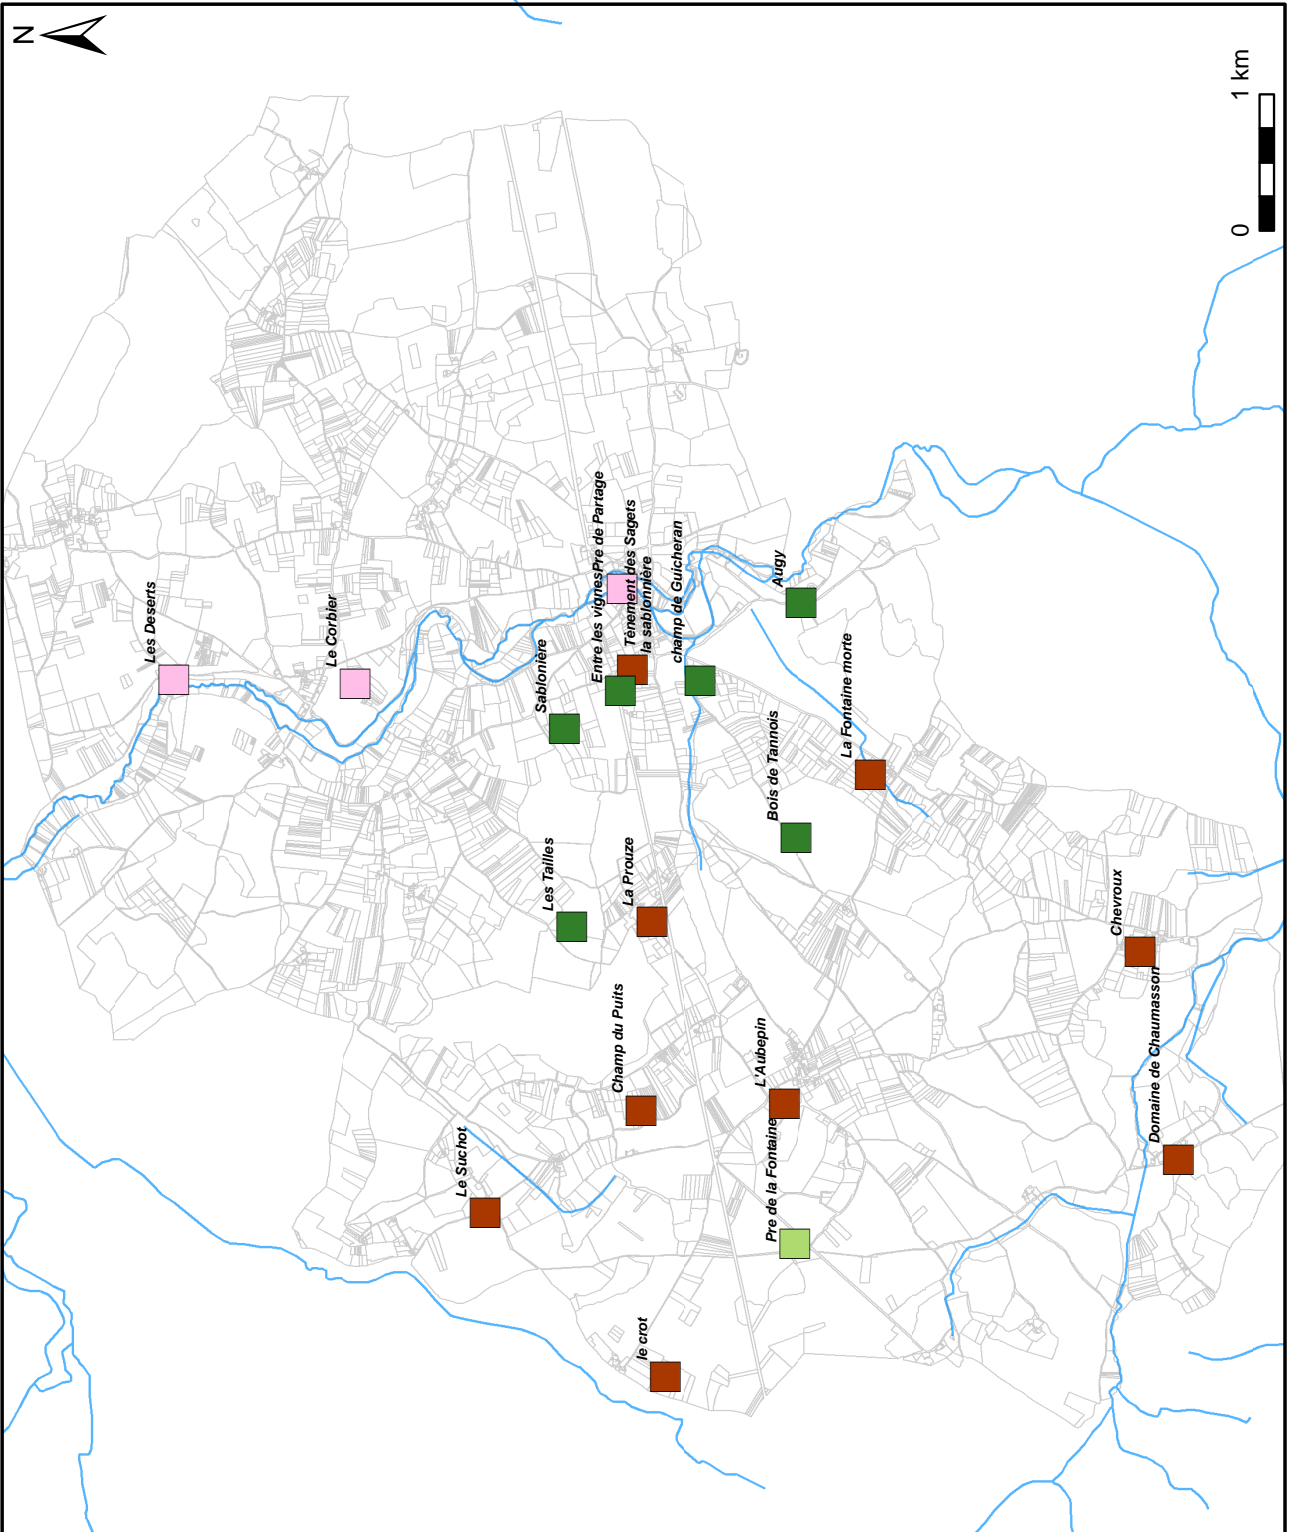 N
Les Deserts
Le Corbier
Le Suchot
Sablonière
Les Tailles
Entre les vignes
Pre de Partage
Champ du Puits
La Prouze
Tènement des Sagets
le crot
la sablonnière
champ de Guicheran
L'Aubepin
Pre de la Fontaine
Bois de Tannois
Augy
La Fontaine morte
Chevroux
Domaine de Chaumasson
0 1 km